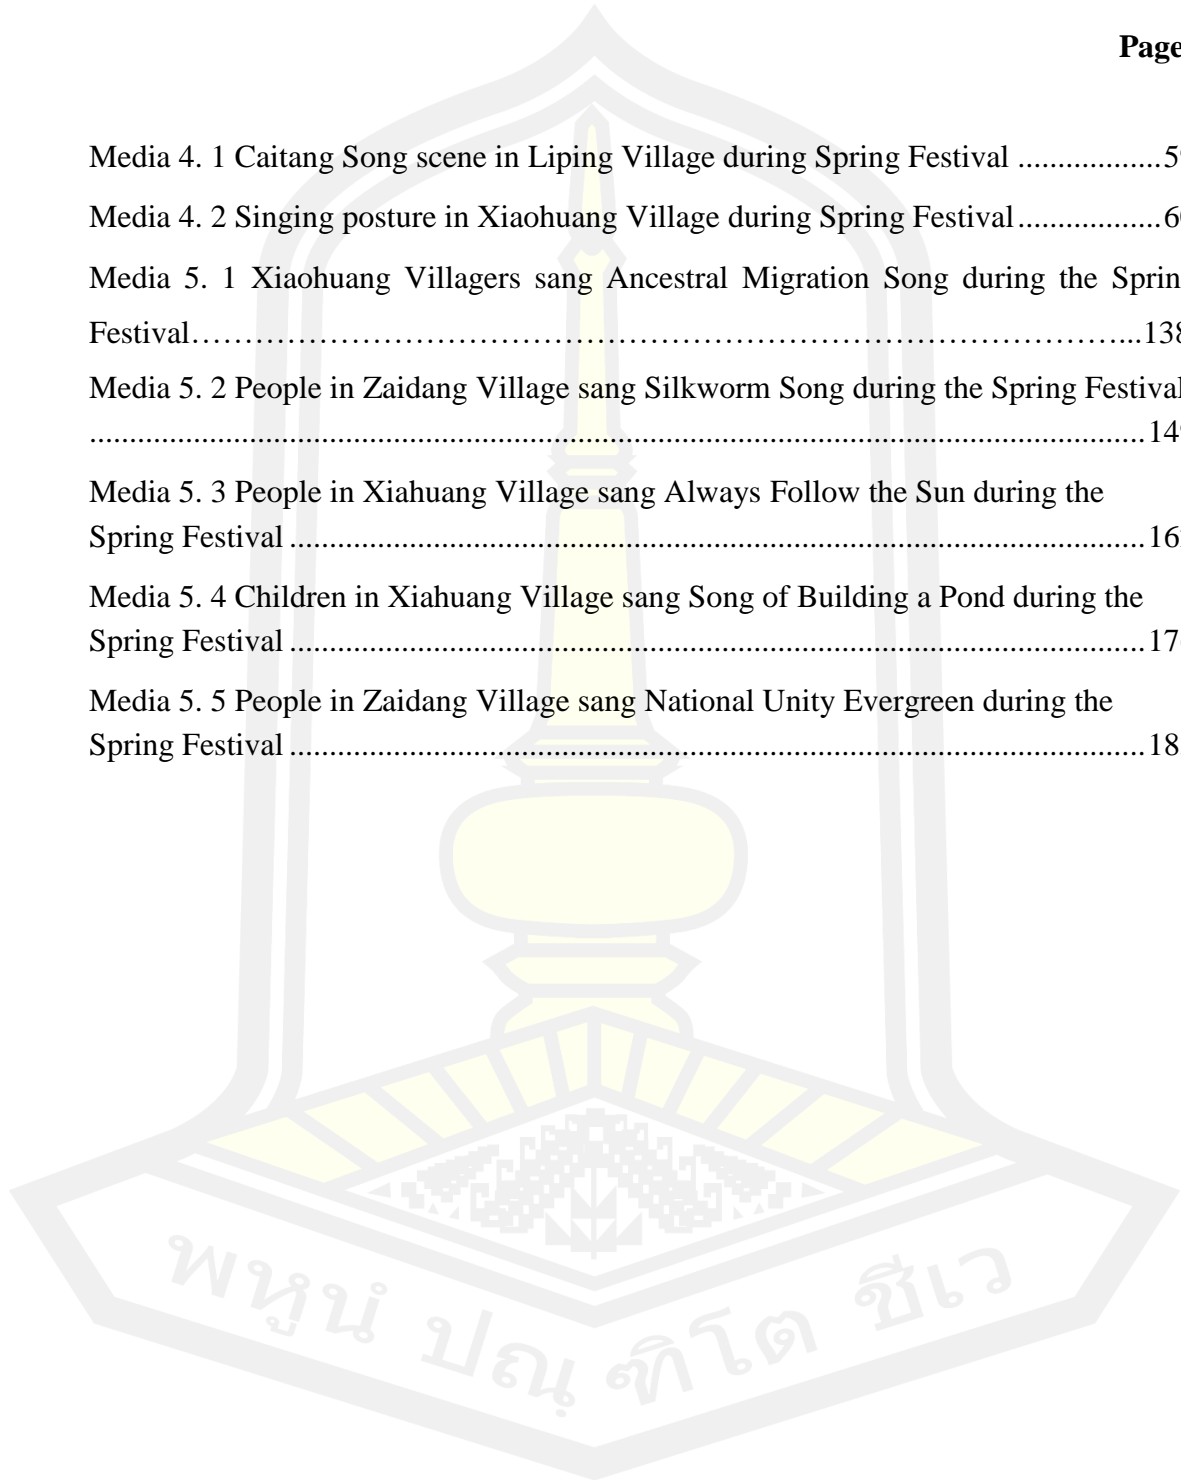 Page
Media 4. 1 Caitang Song scene in Liping Village during Spring Festival ..................59
Media 4. 2 Singing posture in Xiaohuang Village during Spring Festival..................60
Media 5. 1 Xiaohuang Villagers sang Ancestral Migration Song during the Sprin
Festival…………………………………………………………………………...138
Media 5. 2 People in Zaidang Village sang Silkworm Song during the Spring Festival
....................................................................................................................................149
Media 5. 3 People in Xiahuang Village sang Always Follow the Sun during the
Spring Festival ...........................................................................................................16
Media 5. 4 Children in Xiahuang Village sang Song of Building a Pond during the
Spring Festival ...........................................................................................................17
Media 5. 5 People in Zaidang Village sang National Unity Evergreen during the
Spring Festival ...........................................................................................................18
พหูนํ ปณฺฑิโต ชีเว